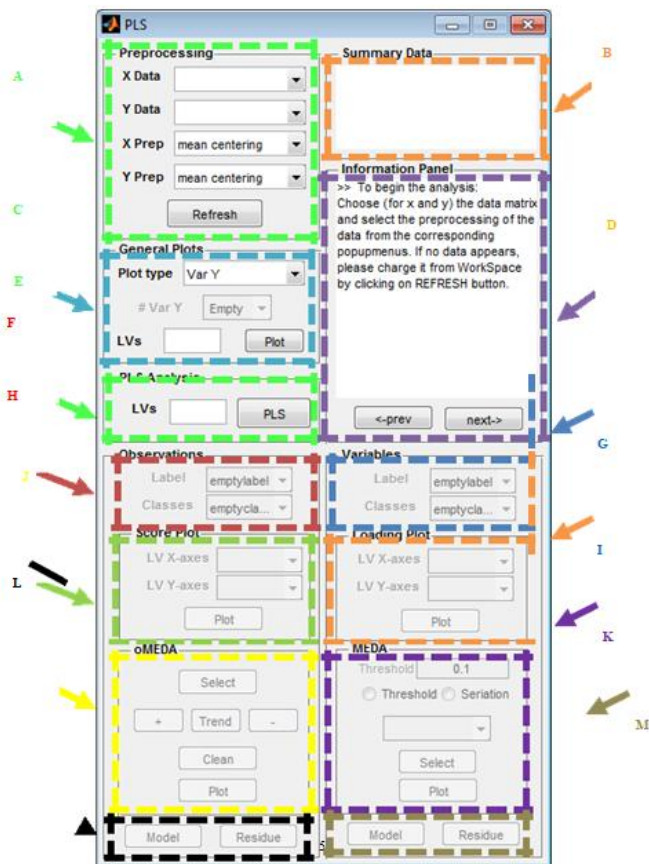 PLS
Preprocessing
Summary Data
A
B
X Data
Y Data
X Prep mean centering
Y Prep mean centering
Refresh
C
D
Information Panel
>> To begin the analysis:
Choose (for x and y) the data matrix
and select the preprocessing of the
data from the corresponding
popupmenus. If no data appears,
please charge it from WorkSpace
by clicking on REFRESH button.
<-prev next->
General Plots
Plot type Var Y
E
# Var Y Empty
F
LVs Plot
PLS Analysis
H
LVs PLS
G
Observations
Label emptylabel
Classes emptycla...
J
Variables
Label emptylabel
Classes emptycla...
Score Plot
LV X-axes
LV Y-axes
Plot
L
Loading Plot
LV X-axes
LV Y-axes
Plot
I
K
oMEDA
Select
+ Trend -
Clean
Plot
MEDA
Threshold 0.1
Threshold Seriation
Select
Plot
M
Model Residue
5
Model Residue